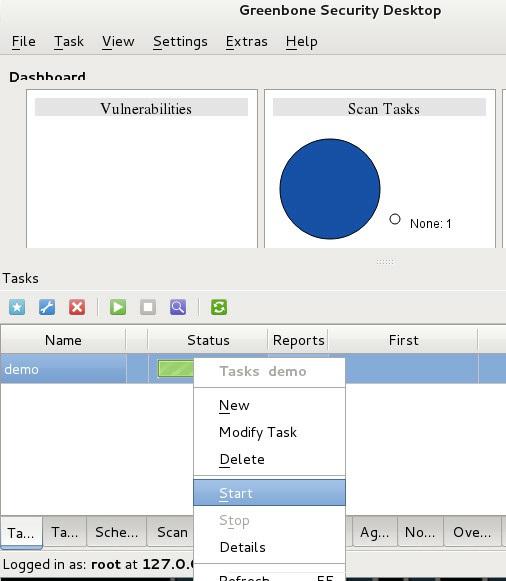 Greenbone Security Desktop
File Task View Settings Extras Help
Dashboard
Vulnerabilities
Scan Tasks
None: 1
Tasks
Name Status Reports First
demo
Tasks demo
New
Modify Task
Delete
Start
Stop
Details
Refresh F5
Ta... Ta... Sche... Scan Ag... No... Ove...
Logged in as: root at 127.0.